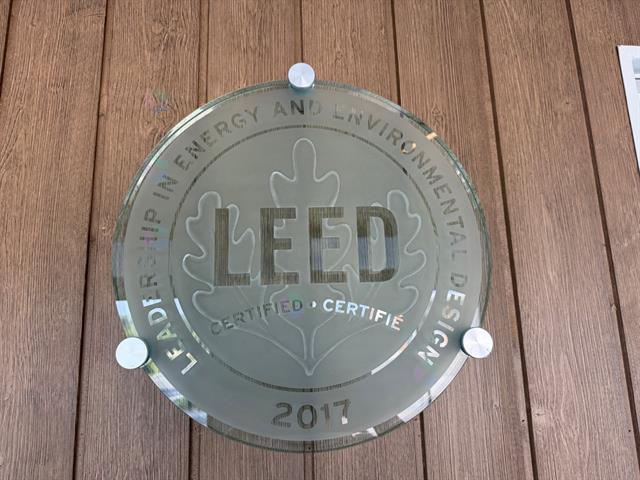 LEADERSHIP IN ENERGY AND ENVIRONMENTAL DESIGN
LEED
CERTIFIED • CERTIFIÉ
2017